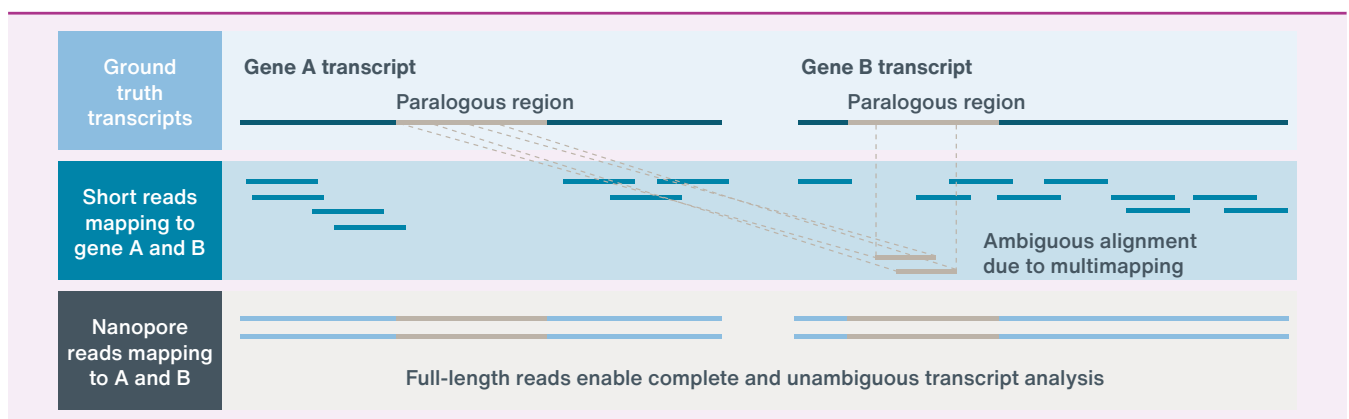 Ground
truth
transcripts
Gene A transcript
Paralogous region
Gene B transcript
Paralogous region
Short reads
mapping to
gene A and B
Ambiguous alignment
due to multimapping
Nanopore
reads mapping
to A and B
Full-length reads enable complete and unambiguous transcript analysis